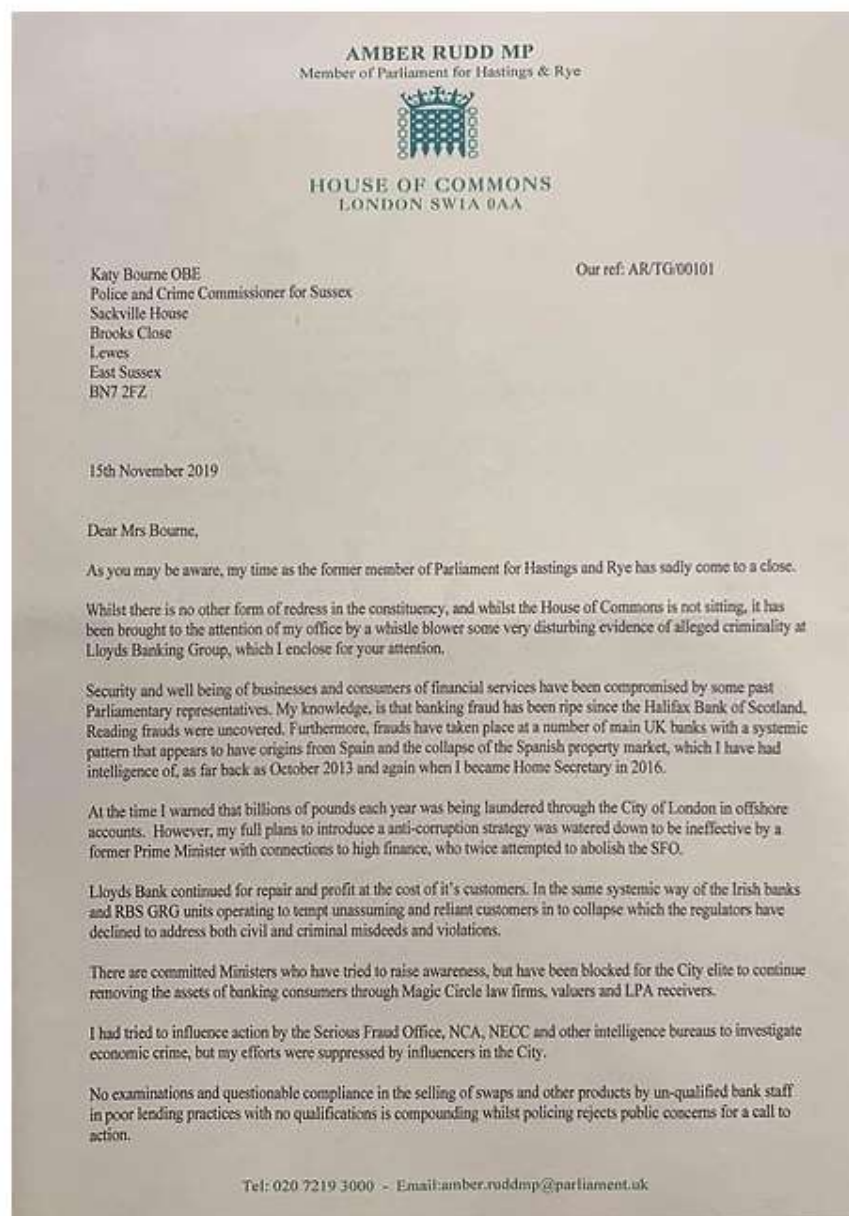 AMBER RUDD MP
Member of Parliament for Hastings & Rye
HOUSE OF COMMONS
LONDON SW1A 0AA
Our ref: AR/TG/00101
Katy Bourne OBE
Police and Crime Commissioner for Sussex
Sackville House
Brooks Close
Lewes
East Sussex
BN7 2FZ
15th November 2019
Dear Mrs Bourne,
As you may be aware, my time as the former member of Parliament for Hastings and Rye has sadly come to a close.
Whilst there is no other form of redress in the constituency, and whilst the House of Commons is not sitting, it has
been brought to the attention of my office by a whistle blower some very disturbing evidence of alleged criminality at
Lloyds Banking Group, which I enclose for your attention.
Security and well being of businesses and consumers of financial services have been compromised by some past
Parliamentary representatives. My knowledge, is that banking fraud has been ripe since the Halifax Bank of Scotland,
Reading frauds were uncovered. Furthermore, frauds have taken place at a number of main UK banks with a systemic
pattern that appears to have origins from Spain and the collapse of the Spanish property market, which I have had
intelligence of, as far back as October 2013 and again when I became Home Secretary in 2016.
At the time I warned that billions of pounds each year was being laundered through the City of London in offshore
accounts. However, my full plans to introduce a anti-corruption strategy was watered down to be ineffective by a
former Prime Minister with connections to high finance, who twice attempted to abolish the SFO.
Lloyds Bank continued for repair and profit at the cost of it's customers. In the same systemic way of the Irish banks
and RBS GRG units operating to tempt unassuming and reliant customers in to collapse which the regulators have
declined to address both civil and criminal misdeeds and violations.
There are committed Ministers who have tried to raise awareness, but have been blocked for the City elite to continue
removing the assets of banking consumers through Magic Circle law firms, valuers and LPA receivers.
I had tried to influence action by the Serious Fraud Office, NCA, NECC and other intelligence bureaus to investigate
economic crime, but my efforts were suppressed by influencers in the City.
No examinations and questionable compliance in the selling of swaps and other products by un-qualified bank staff
in poor lending practices with no qualifications is compounding whilst policing rejects public concerns for a call to
action.
Tel: 020 7219 3000 - Email:amber.ruddmp@parliament.uk